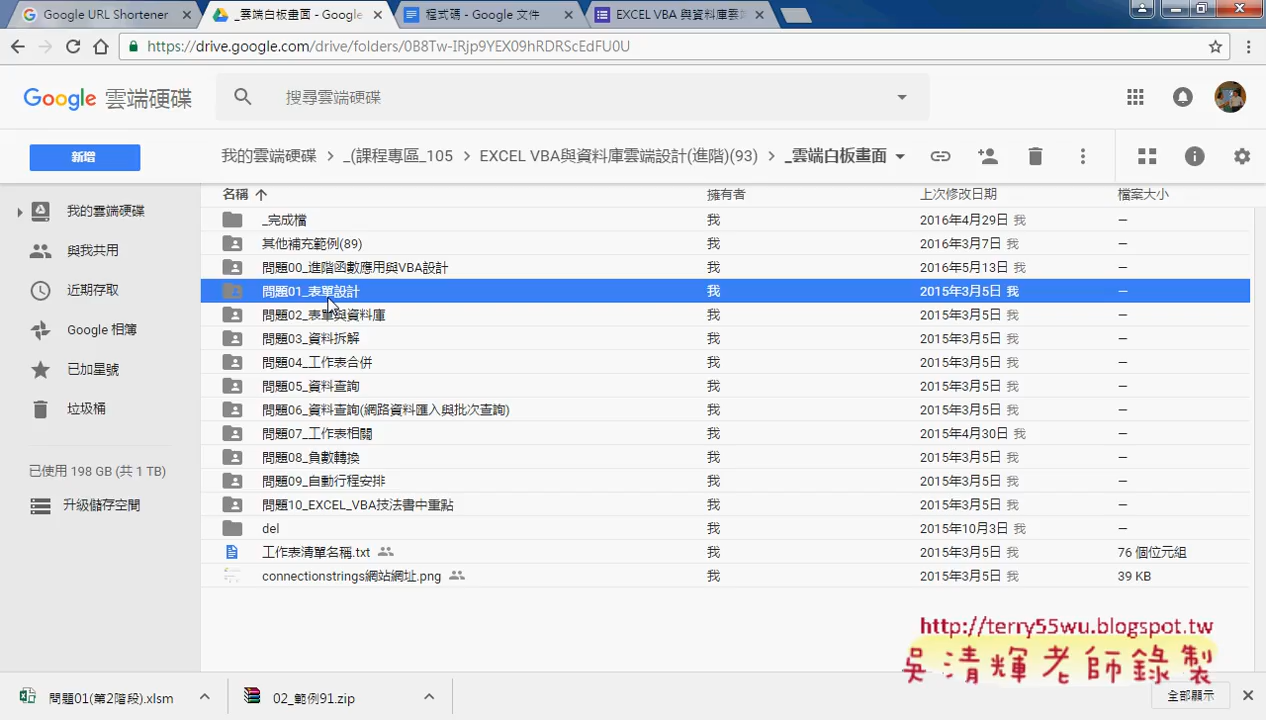 Google URL Shortener
_雲端白板畫面 - Google
程式碼 - Google 文件
EXCEL VBA 與資料庫雲
https://drive.google.com/drive/folders/0B8Tw-IRjp9YEX09hRDRScEdFU0U
Google 雲端硬碟
搜尋雲端硬碟
新增
我的雲端硬碟 > _(課程專區_105 > EXCEL VBA與資料庫雲端設計(進階)(93) > _雲端白板畫面
名稱 擁有者 上次修改日期 檔案大小
我的雲端硬碟
與我共用
近期存取
Google 相簿
已加星號
垃圾桶
已使用 198 GB (共 1 TB)
升級儲存空間
_完成檔 我 2016年4月29日 我 –
其他補充範例(89) 我 2016年3月7日 我 –
問題00_進階函數應用與VBA設計 我 2016年5月13日 我 –
問題01_表單設計 我 2015年3月5日 我 –
問題02_表單與資料庫 我 2015年3月5日 我 –
問題03_資料拆解 我 2015年3月5日 我 –
問題04_工作表合併 我 2015年3月5日 我 –
問題05_資料查詢 我 2015年3月5日 我 –
問題06_資料查詢(網路資料匯入與批次查詢) 我 2015年3月5日 我 –
問題07_工作表相關 我 2015年4月30日 我 –
問題08_負數轉換 我 2015年3月5日 我 –
問題09_自動行程安排 我 2015年3月5日 我 –
問題10_EXCEL_VBA技法書中重點 我 2015年3月5日 我 –
del 我 2015年10月3日 我 –
工作表清單名稱.txt 我 2015年3月5日 我 76 個位元組
connectionstrings網站網址.png 我 2015年3月5日 我 39 KB
http://terry55wu.blogspot.tw
吳清輝老師錄製
問題01(第2階段).xlsm
02_範例91.zip
全部顯示